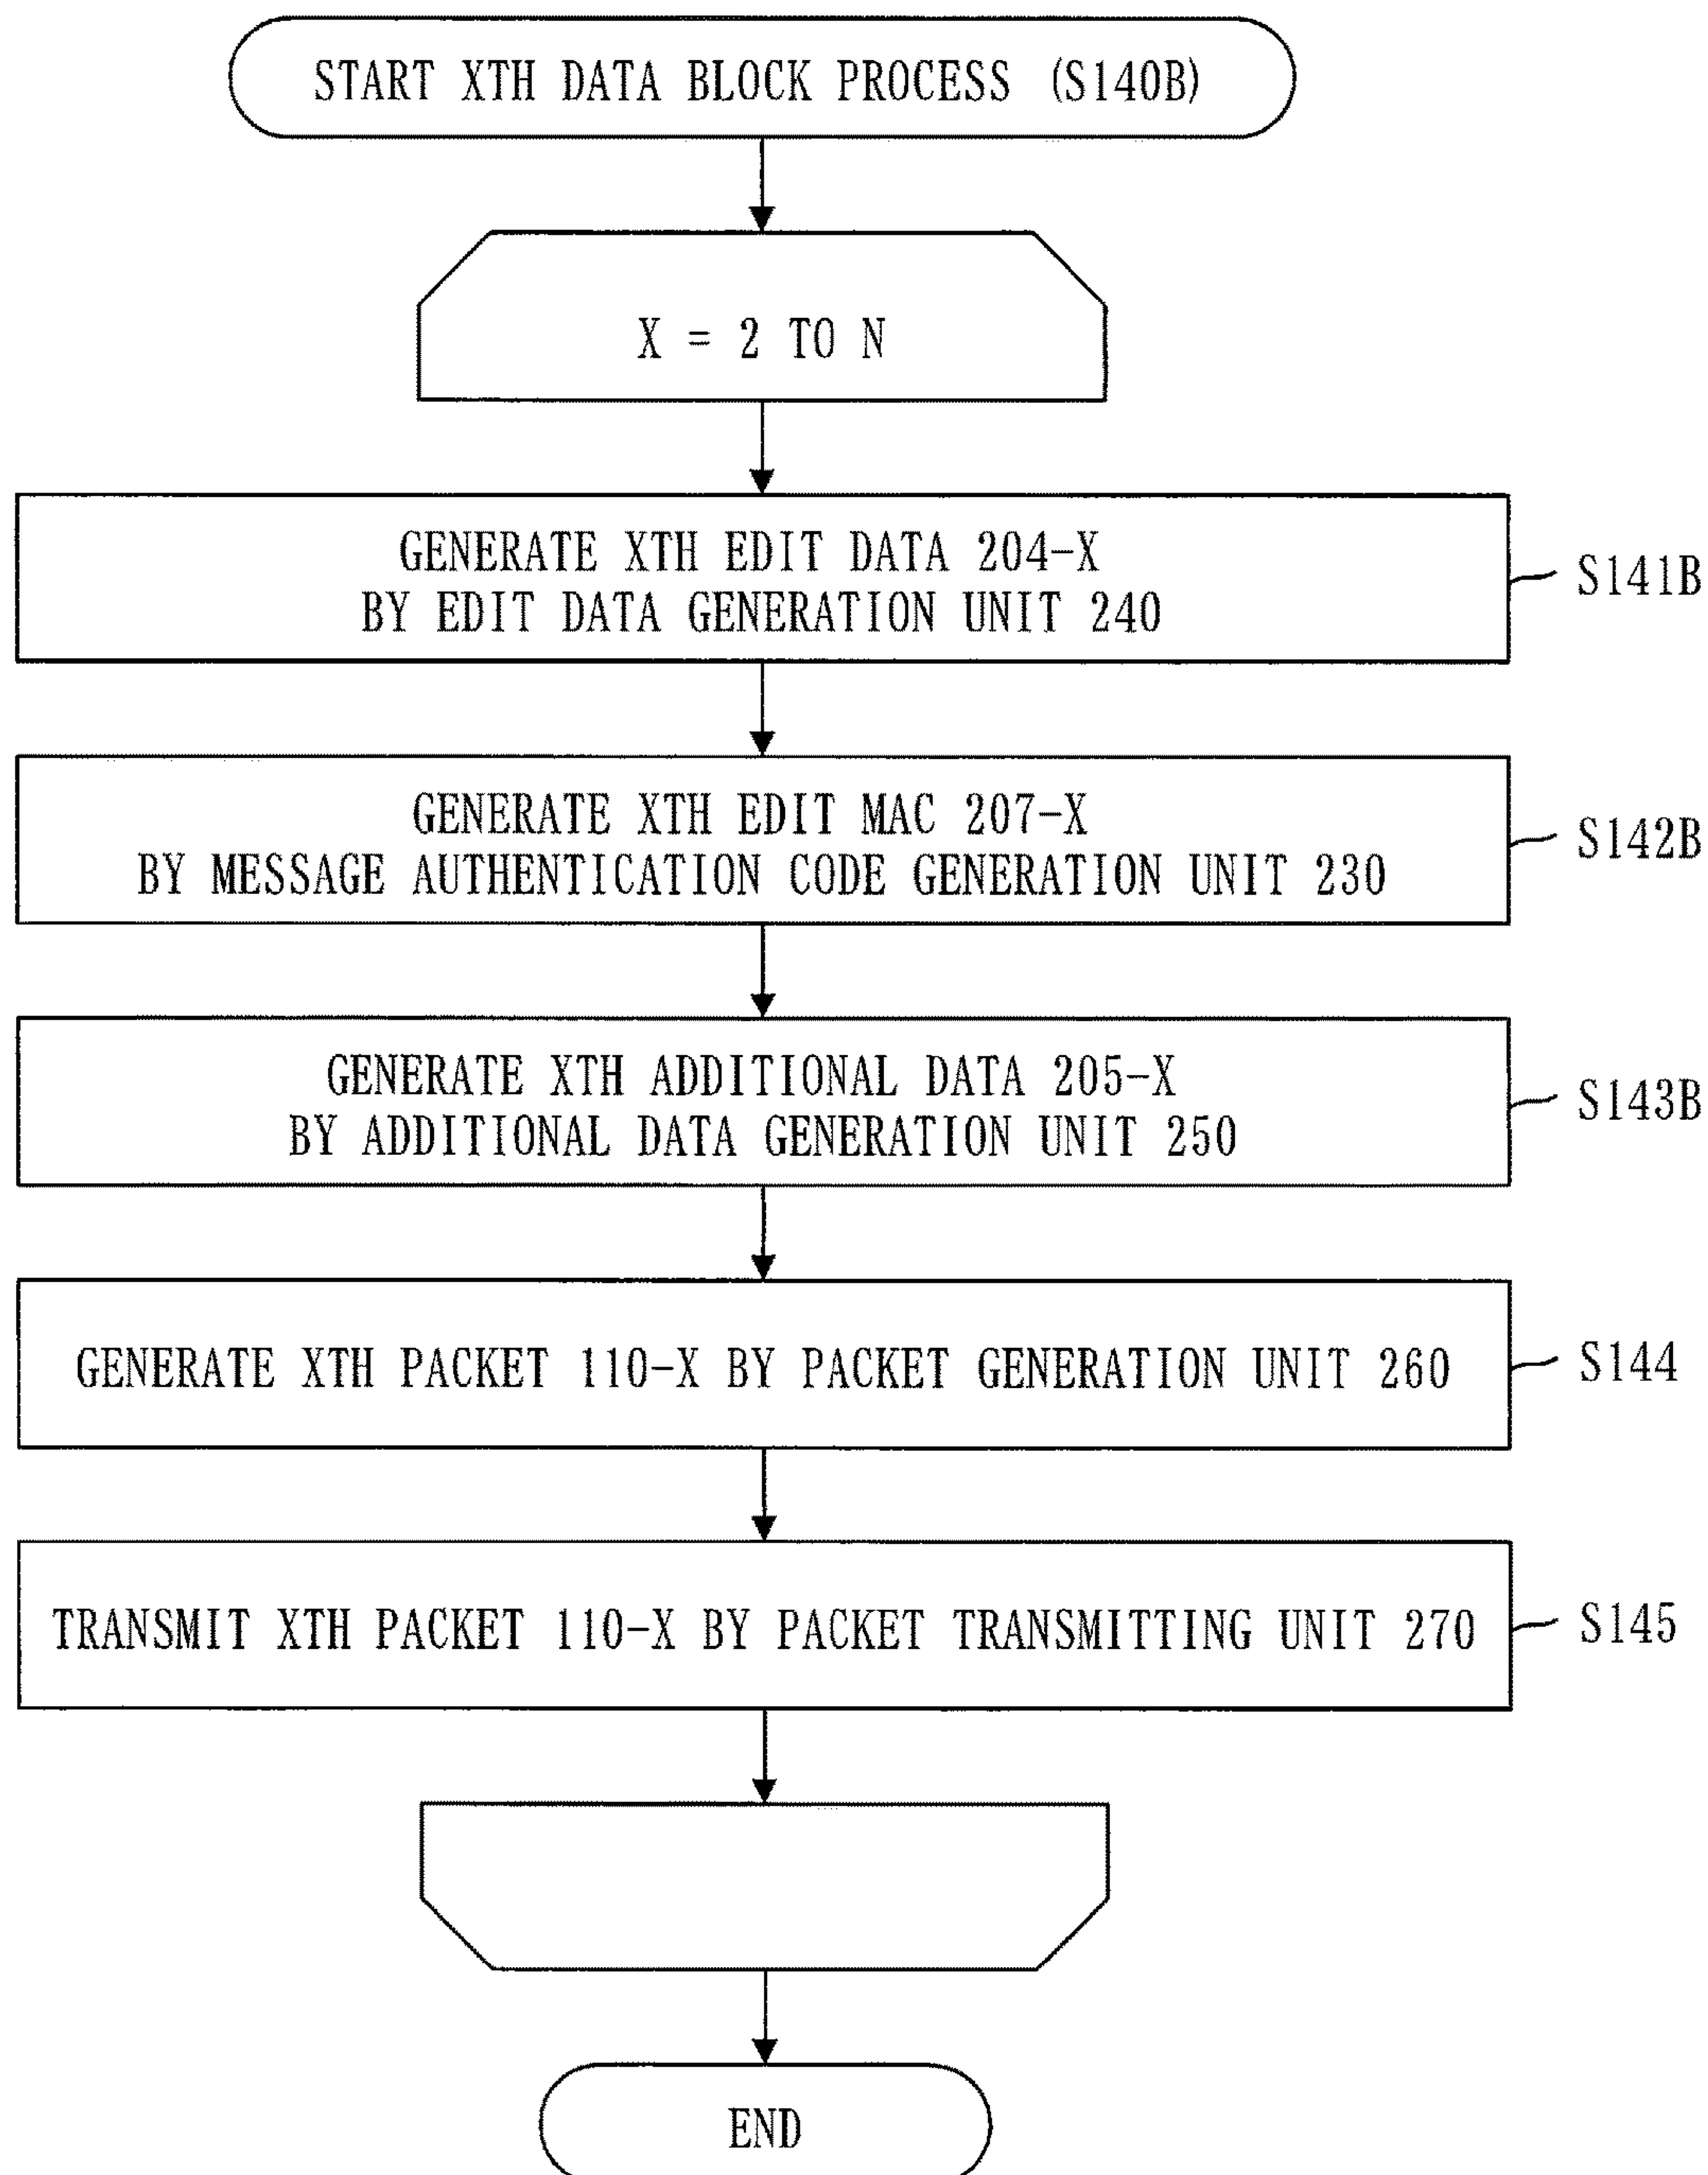 START XTH DATA BLOCK PROCESS (S140B)
X = 2 TO N
GENERATE XTH EDIT DATA 204-X
BY EDIT DATA GENERATION UNIT 240
S141B
GENERATE XTH EDIT MAC 207-X
BY MESSAGE AUTHENTICATION CODE GENERATION UNIT 230
S142B
GENERATE XTH ADDITIONAL DATA 205-X
BY ADDITIONAL DATA GENERATION UNIT 250
S143B
GENERATE XTH PACKET 110-X BY PACKET GENERATION UNIT 260
S144
TRANSMIT XTH PACKET 110-X BY PACKET TRANSMITTING UNIT 270
S145
END